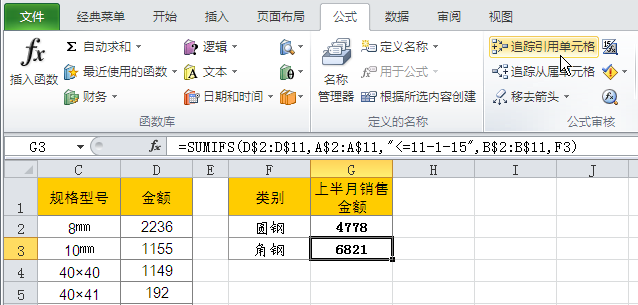 文件 经典菜单 开始 插入 页面布局 公式 数据 审阅 视图
fx Σ 自动求和 逻辑 定义名称 追踪引用单元格
插入函数 最近使用的函数 A 文本 名称 管理器 用于公式 追踪从属单元格
财务 日期和时间 θ 根据所选内容创建 移去箭头
函数库 定义的名称 公式审核
G3 fx =SUMIFS(D$2:D$11,A$2:A$11,"<=11-1-15",B$2:B$11,F3)
C D E F G H I J
1 规格型号 金额 类别 上半月销售金额
2 8mm 2236 圆钢 4778
3 10mm 1155 角钢 6821
4 40×40 1149
5 40×41 192